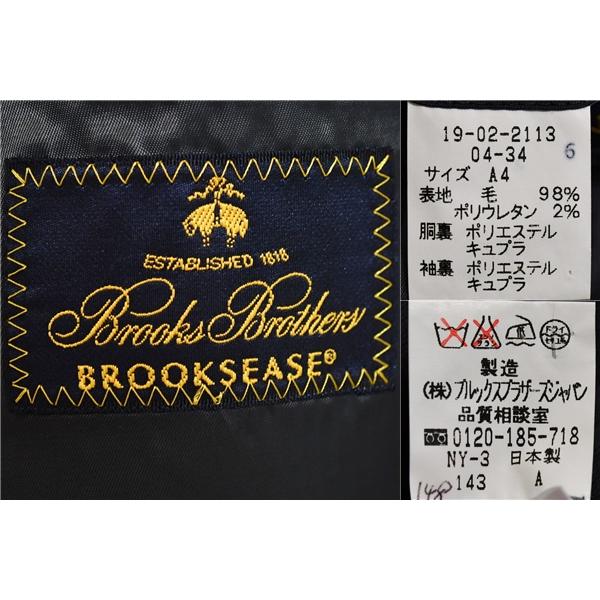 ESTABLISHED 1818
Brooks Brothers
BROOKSEASE®
19-02-2113
04-34 6
サイズ A4
表地 毛 98%
ポリウレタン 2%
胴裏 ポリエステル
キュプラ
袖裏 ポリエステル
キュプラ
製造
(株)ブルックスブラザーズジャパン
品質相談室
0120-185-718
NY-3 日本製
143 A